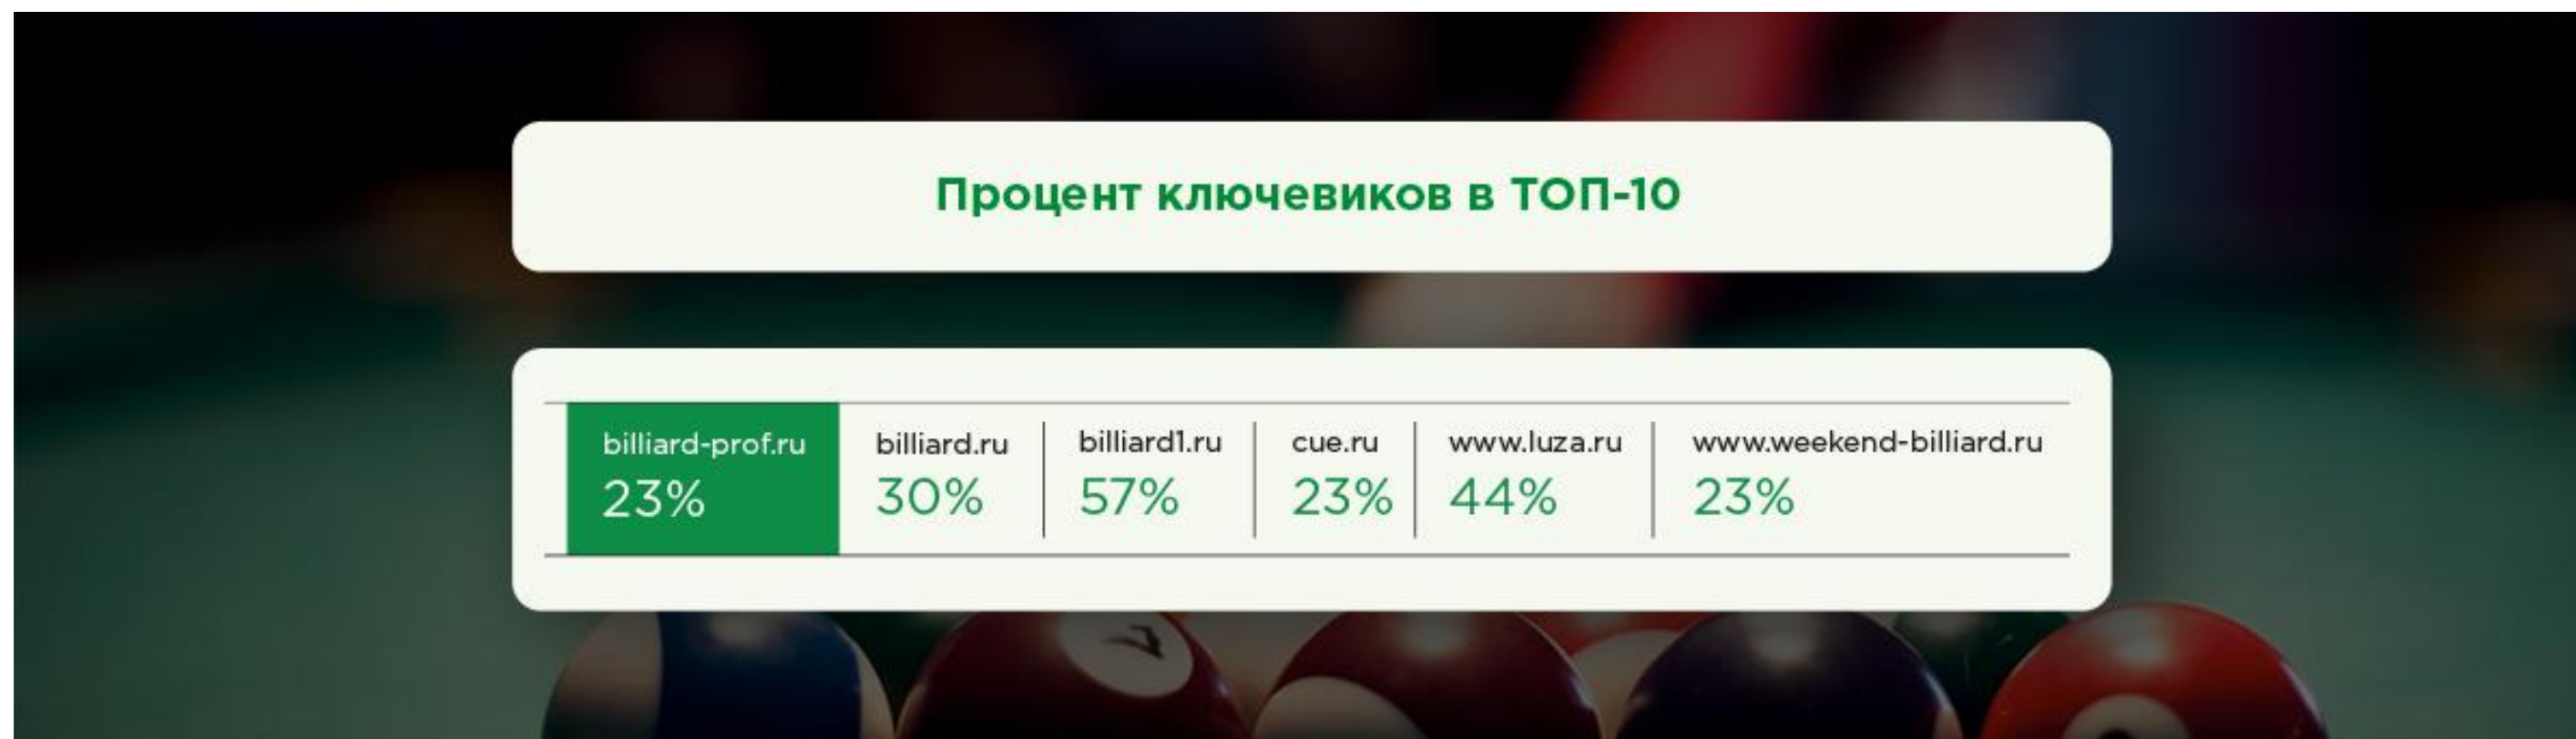 Процент ключевиков в ТОП-10
billiard-prof.ru billiard.ru billiard1.ru cue.ru www.luza.ru www.weekend-billiard.ru
23% 30% 57% 23% 44% 23%
7